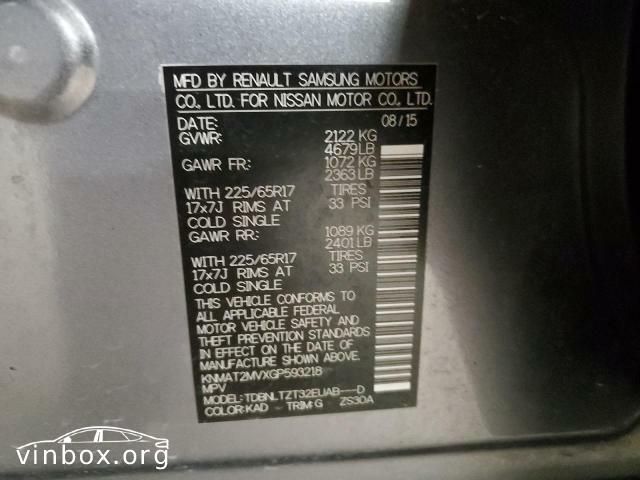 MFD BY RENAULT SAMSUNG MOTORS
CO., LTD. FOR NISSAN MOTOR CO., LTD.
DATE: 08/15
GVWR: 2122 KG
4679 LB
GAWR FR: 1072 KG
2363 LB
WITH 225/65R17 TIRES
17x7J RIMS AT 33 PSI
COLD SINGLE
GAWR RR: 1089 KG
2401 LB
WITH 225/65R17 TIRES
17x7J RIMS AT 33 PSI
COLD SINGLE
THIS VEHICLE CONFORMS TO
ALL APPLICABLE FEDERAL
MOTOR VEHICLE SAFETY AND
THEFT PREVENTION STANDARDS
IN EFFECT ON THE DATE OF
MANUFACTURE SHOWN ABOVE.
KNMAT2MVXGP593218
MPV
MODEL:TDBNLTZT32EUAB---D
COLOR:KAD TRIM:G ZS30A
vinbox.org